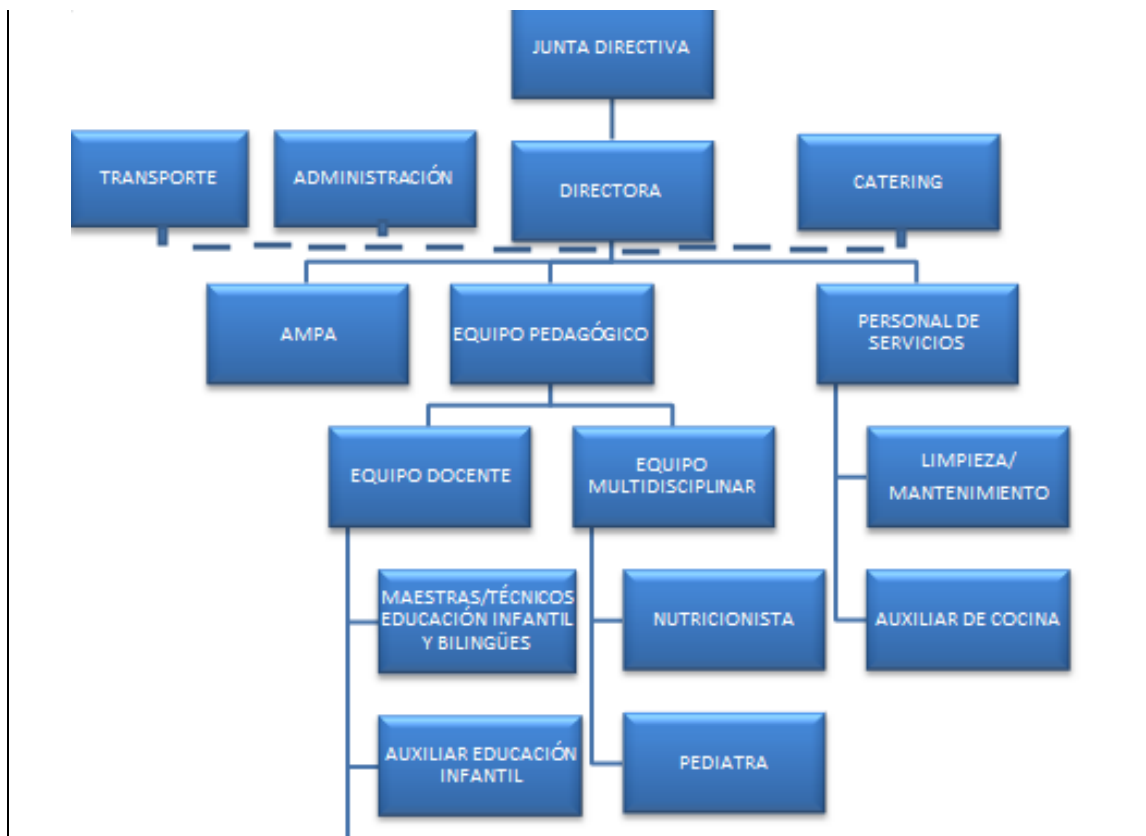 JUNTA DIRECTIVA
TRANSPORTE
ADMINISTRACIÓN
DIRECTORA
CATERING
AMPA
EQUIPO PEDAGÓGICO
PERSONAL DE
SERVICIOS
EQUIPO DOCENTE
EQUIPO
MULTIDISCIPLINAR
LIMPIEZA/
MANTENIMIENTO
MAESTRAS/TÉCNICOS
EDUCACIÓN INFANTIL
Y BILINGÜES
NUTRICIONISTA
AUXILIAR DE COCINA
AUXILIAR EDUCACIÓN
INFANTIL
PEDIATRA